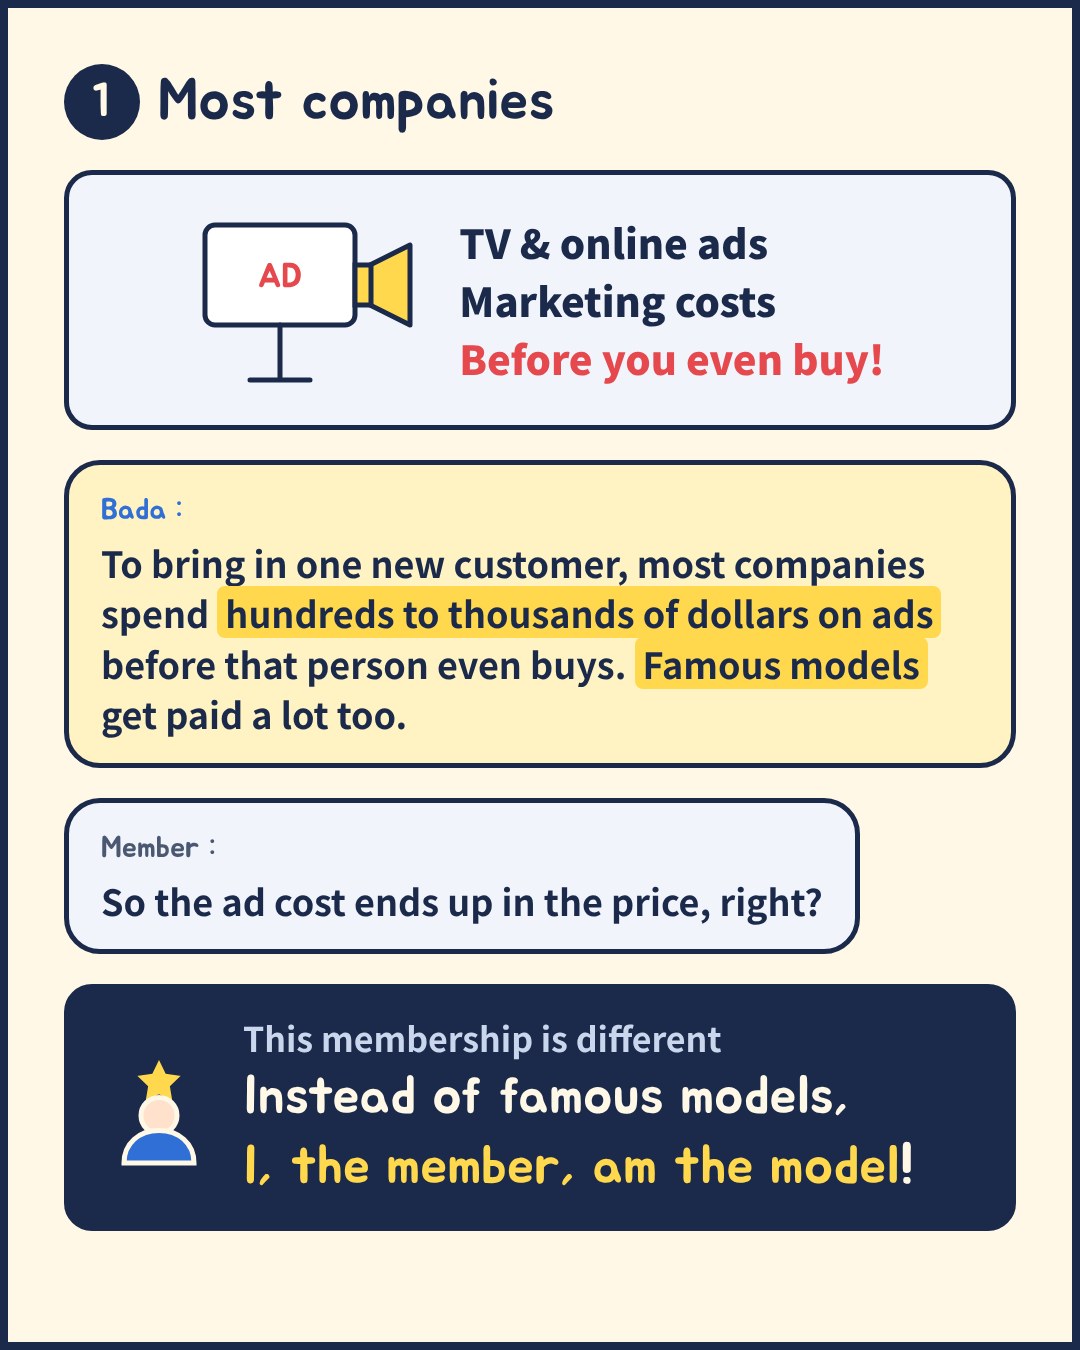 1 Most companies
AD
TV & online ads
Marketing costs
Before you even buy!
Bada :
To bring in one new customer, most companies
spend hundreds to thousands of dollars on ads
before that person even buys. Famous models
get paid a lot too.
Member :
So the ad cost ends up in the price, right?
This membership is different
Instead of famous models,
I, the member, am the model!